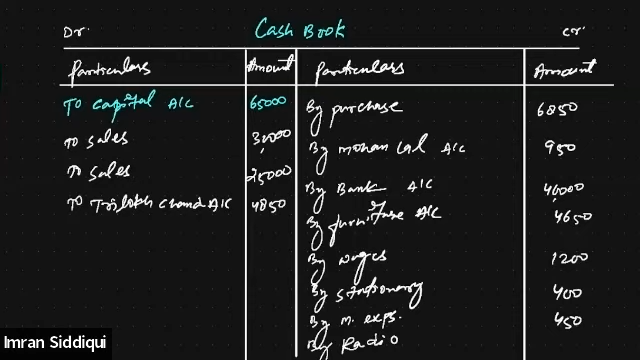 Dr. Cash Book Cr.
Particulars Amount Particulars Amount
To Capital A/C 65000 By purchase 6850
To sales By Mohan Lal A/C 950
To sales 25000 By Bank A/C 40000
To Trilokh Chand A/C 4850 By furniture A/C 4650
By wages 1200
By stationary 400
By m. exps. 450
By Radio
Imran Siddiqui